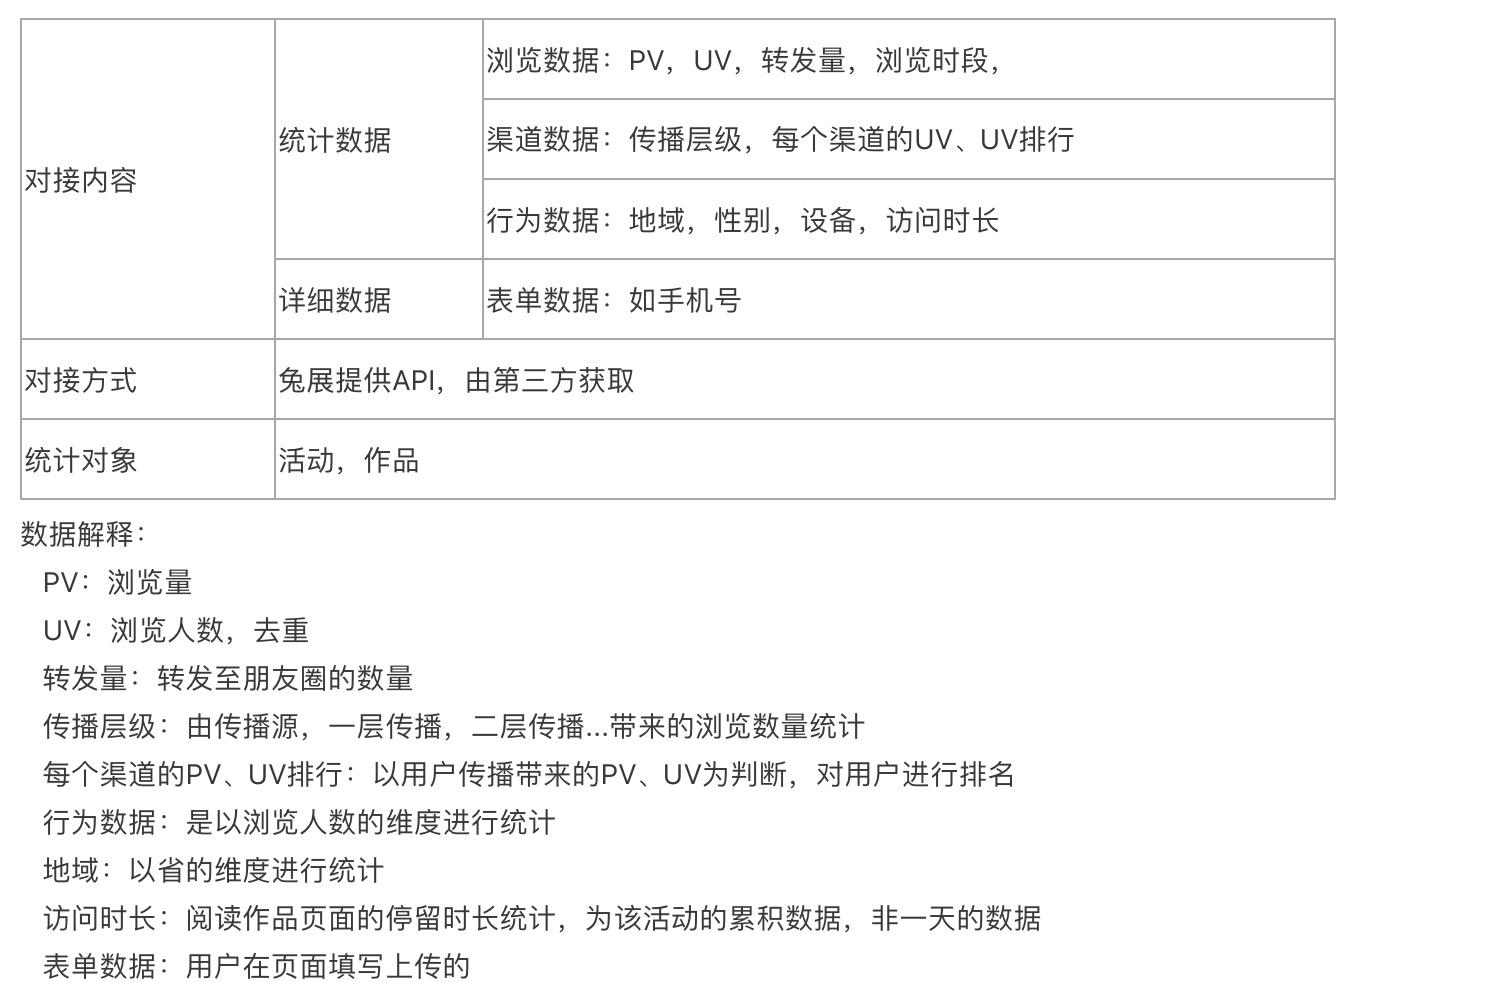 浏览数据：PV，UV，转发量，浏览时段，
统计数据
渠道数据：传播层级，每个渠道的UV、UV排行
对接内容
行为数据：地域，性别，设备，访问时长
详细数据
表单数据：如手机号
对接方式
兔展提供API，由第三方获取
统计对象
活动，作品
数据解释：
PV：浏览量
UV：浏览人数，去重
转发量：转发至朋友圈的数量
传播层级：由传播源，一层传播，二层传播...带来的浏览数量统计
每个渠道的PV、UV排行：以用户传播带来的PV、UV为判断，对用户进行排名
行为数据：是以浏览人数的维度进行统计
地域：以省的维度进行统计
访问时长：阅读作品页面的停留时长统计，为该活动的累积数据，非一天的数据
表单数据：用户在页面填写上传的